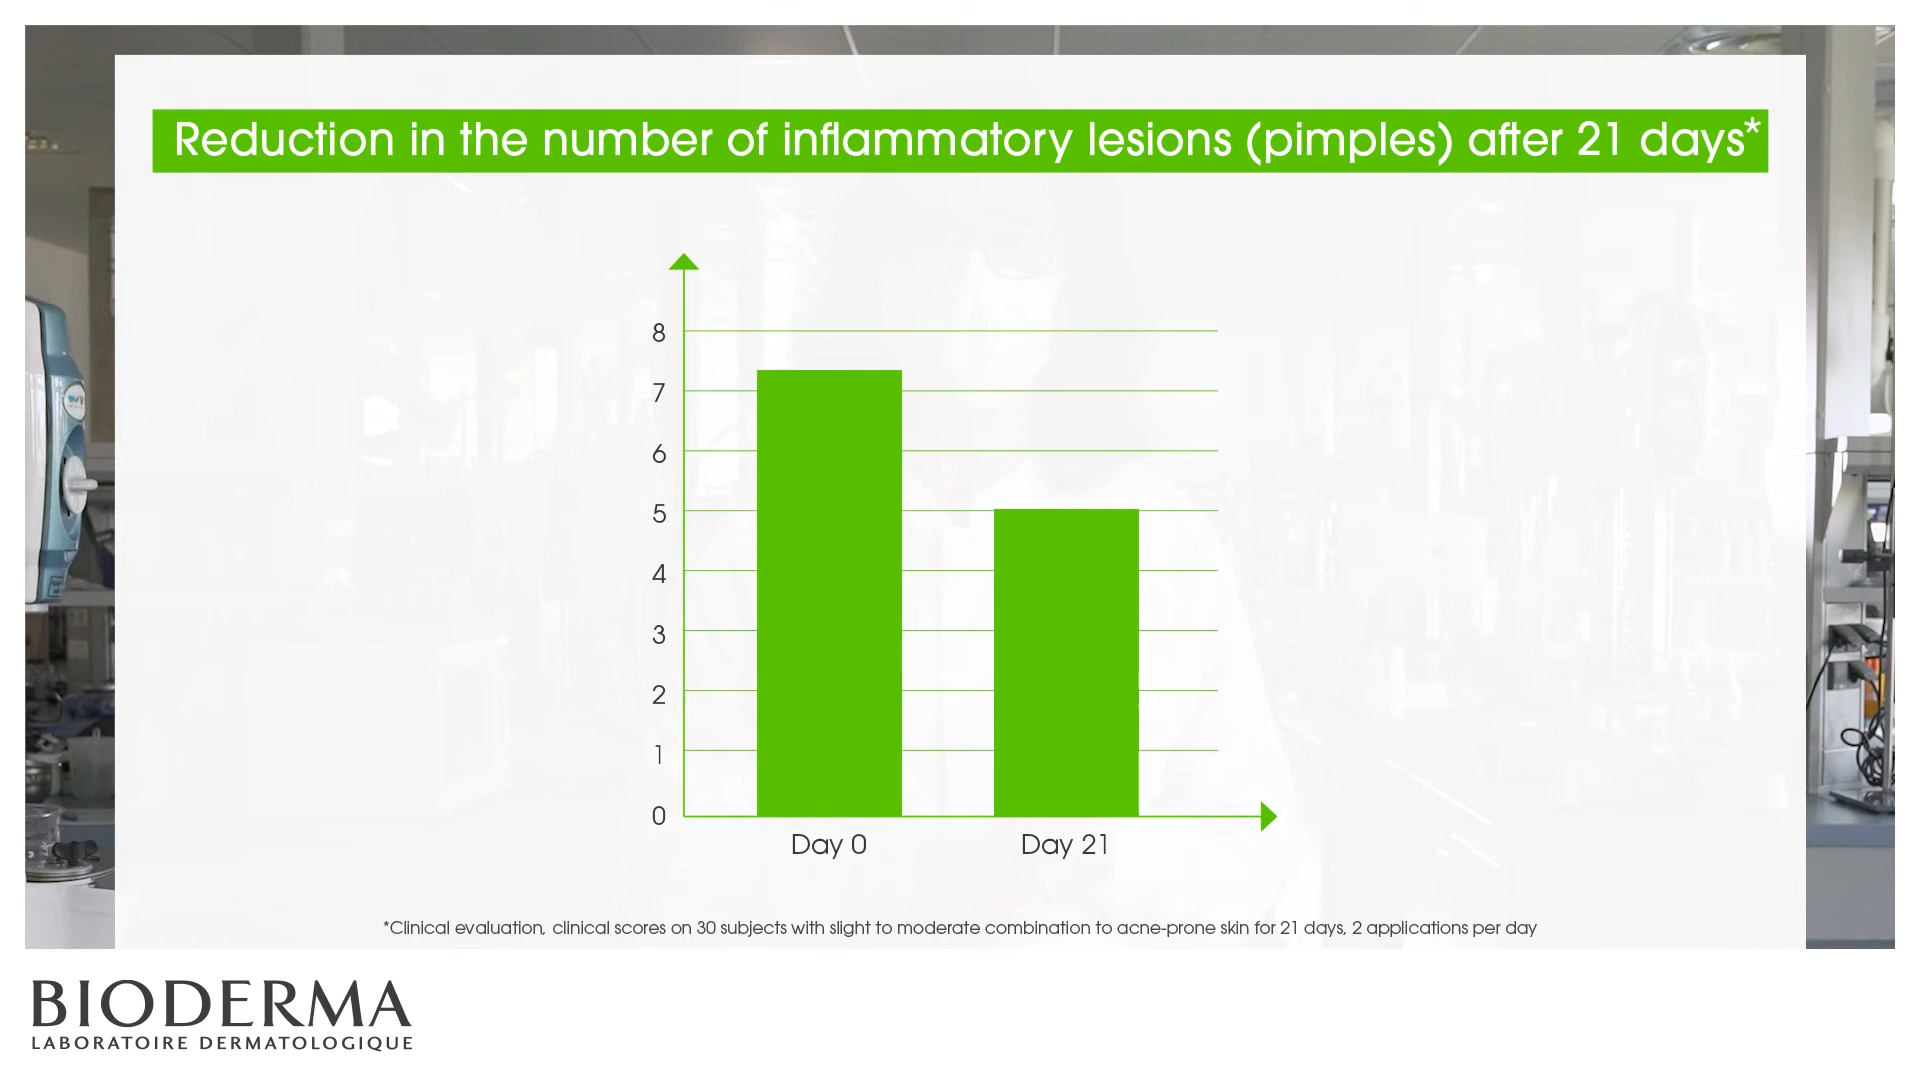 Reduction in the number of inflammatory lesions (pimples) after 21 days*
8
7
6
5
4
3
2
1
0
Day 0
Day 21
*Clinical evaluation, clinical scores on 30 subjects with slight to moderate combination to acne-prone skin for 21 days, 2 applications per day
BIODERMA
LABORATOIRE DERMATOLOGIQUE